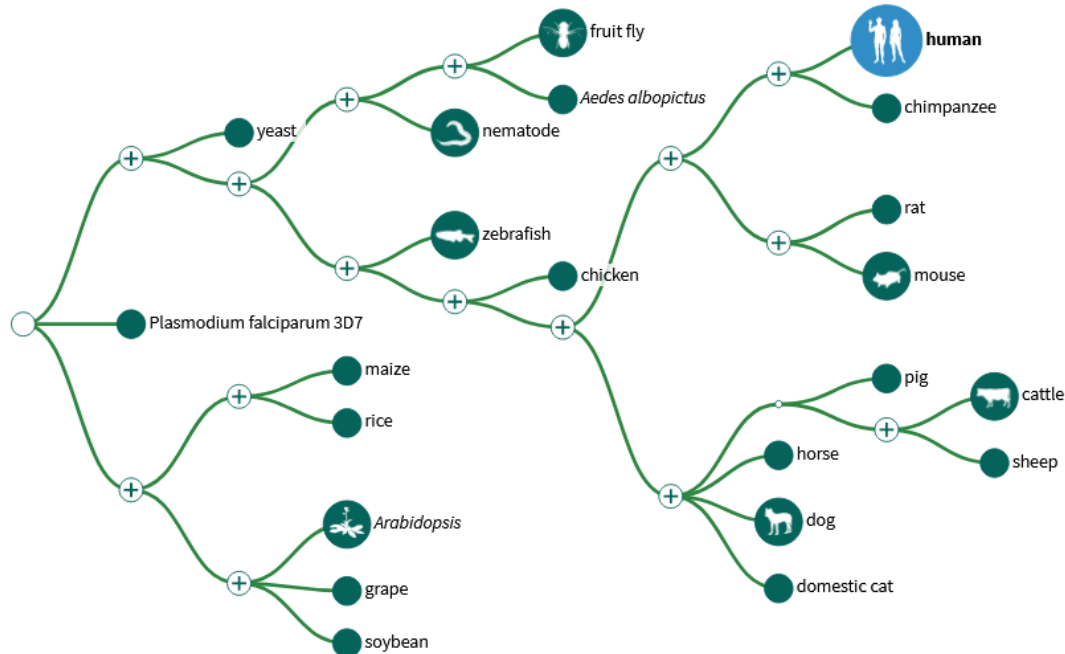 fruit fly
human
Aedes albopictus
chimpanzee
yeast
nematode
rat
zebrafish
chicken
mouse
Plasmodium falciparum 3D7
maize
pig
cattle
rice
horse
sheep
Arabidopsis
dog
grape
domestic cat
soybean